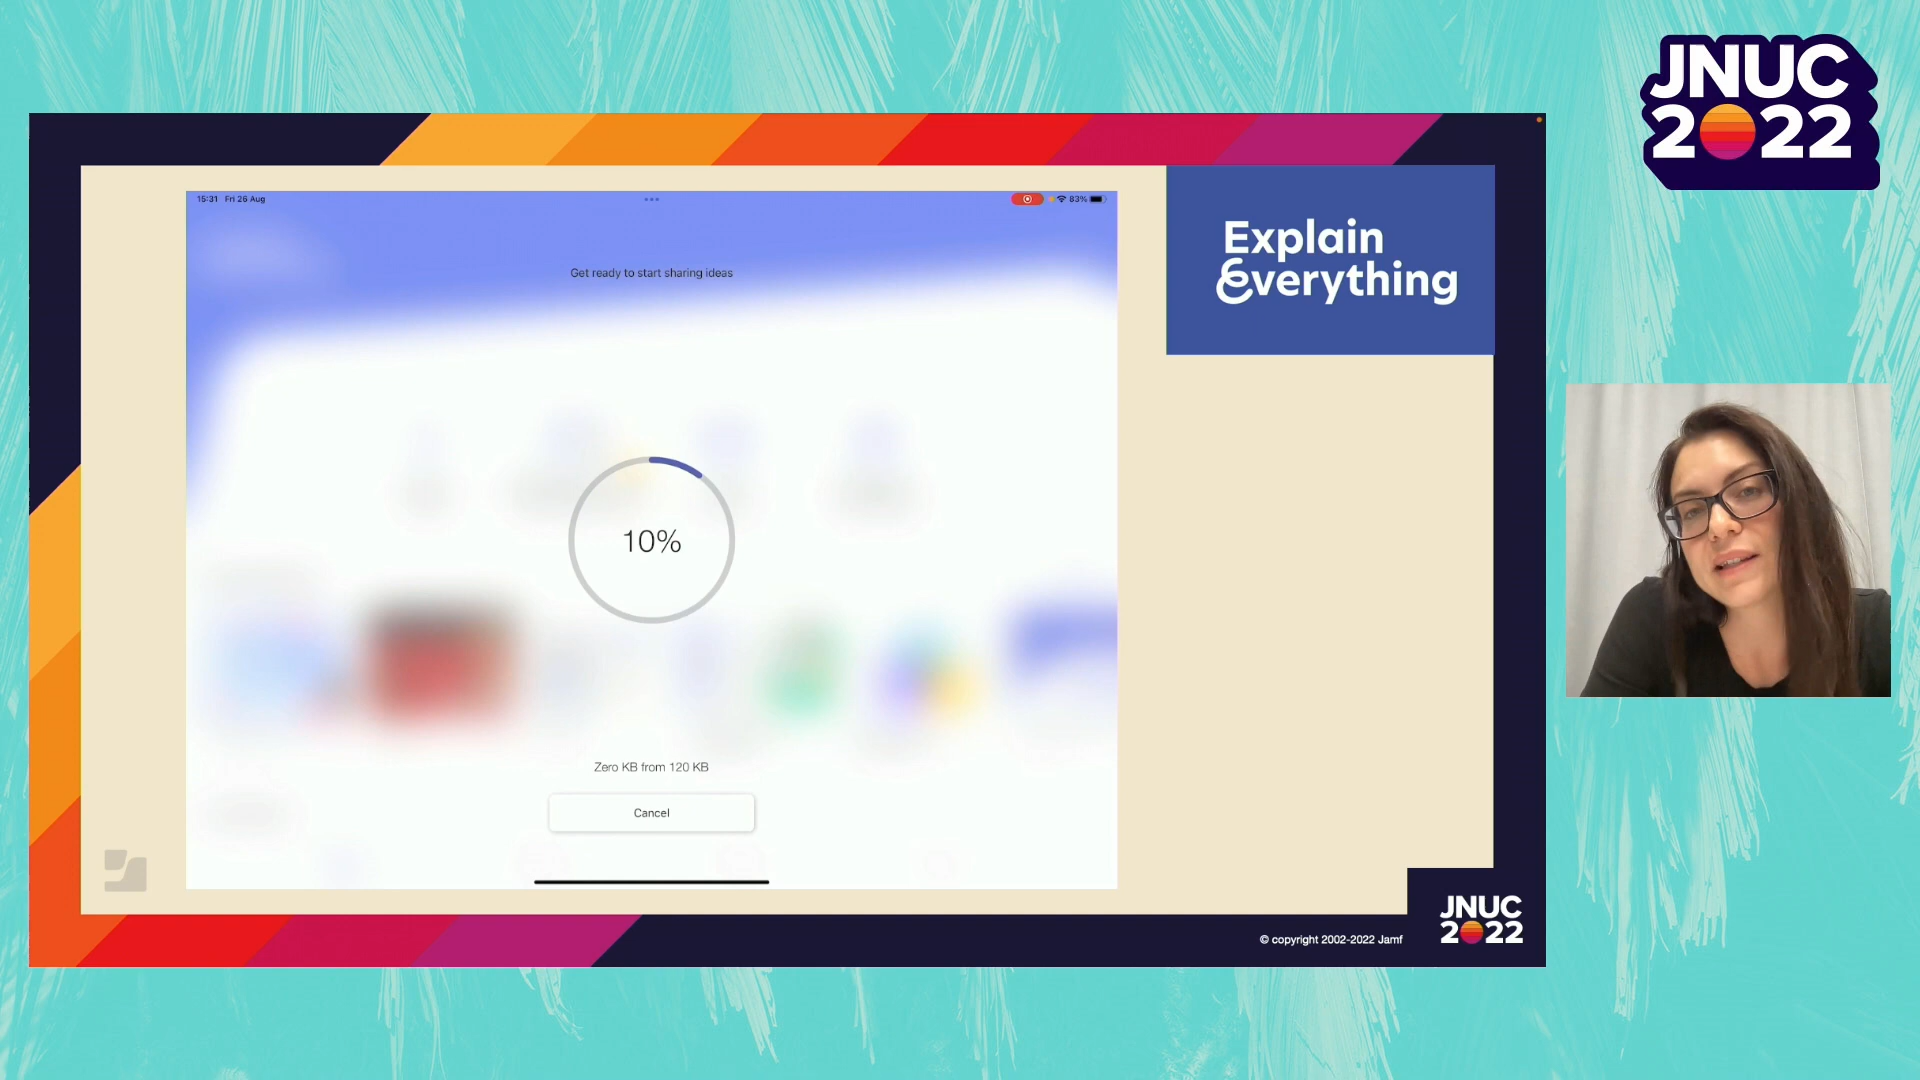 JNUC
2022
15:31 Fri 26 Aug
83%
Get ready to start sharing ideas
Explain
Everything
10%
Zero KB from 120 KB
Cancel
© copyright 2002-2022 Jamf
JNUC
2022